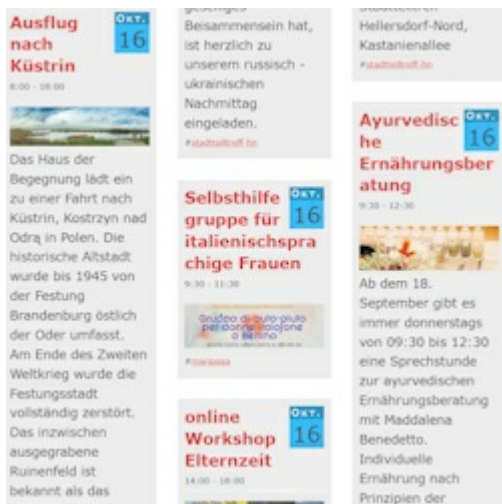 Ausflug
nach
Küstrin
OKT.
16
8:00 - 18:00
Das Haus der
Begegnung lädt ein
zu einer Fahrt nach
Küstrin, Kostrzyn nad
Odrą in Polen. Die
historische Altstadt
wurde bis 1945 von
der Festung
Brandenburg östlich
der Oder umfasst.
Am Ende des Zweiten
Weltkrieg wurde die
Festungsstadt
vollständig zerstört.
Das inzwischen
ausgegrabene
Ruinenfeld ist
bekannt als das
Beisammensein hat,
ist herzlich zu
unserem russisch -
ukrainischen
Nachmittag
eingeladen.
Selbsthilfe
gruppe für
italienischspra
chige Frauen
OKT.
16
9:30 - 11:30
per donne
a Berlino
online
Workshop
Elternzeit
OKT.
16
14:00 - 18:00
Hellersdorf-Nord,
Kastanienallee
Ayurvedisc
he
Ernährungsber
atung
OKT.
16
9:30 - 12:30
Ab dem 18.
September gibt es
immer donnerstags
von 09:30 bis 12:30
eine Sprechstunde
zur ayurvedischen
Ernährungsberatung
mit Maddalena
Benedetto.
Individuelle
Ernährung nach
Prinzipien der